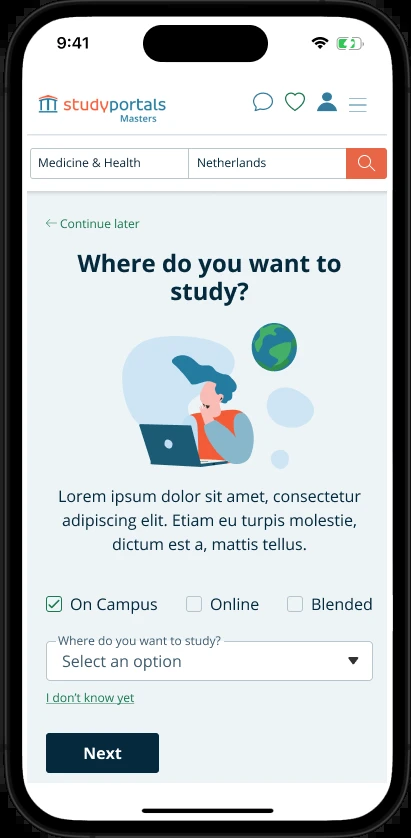 9:41
studyportals
Masters
Medicine & Health Netherlands
← Continue later
Where do you want to
study?
Lorem ipsum dolor sit amet, consectetur
adipiscing elit. Etiam eu turpis molestie,
dictum est a, mattis tellus.
On Campus Online Blended
Where do you want to study?
Select an option
I don't know yet
Next